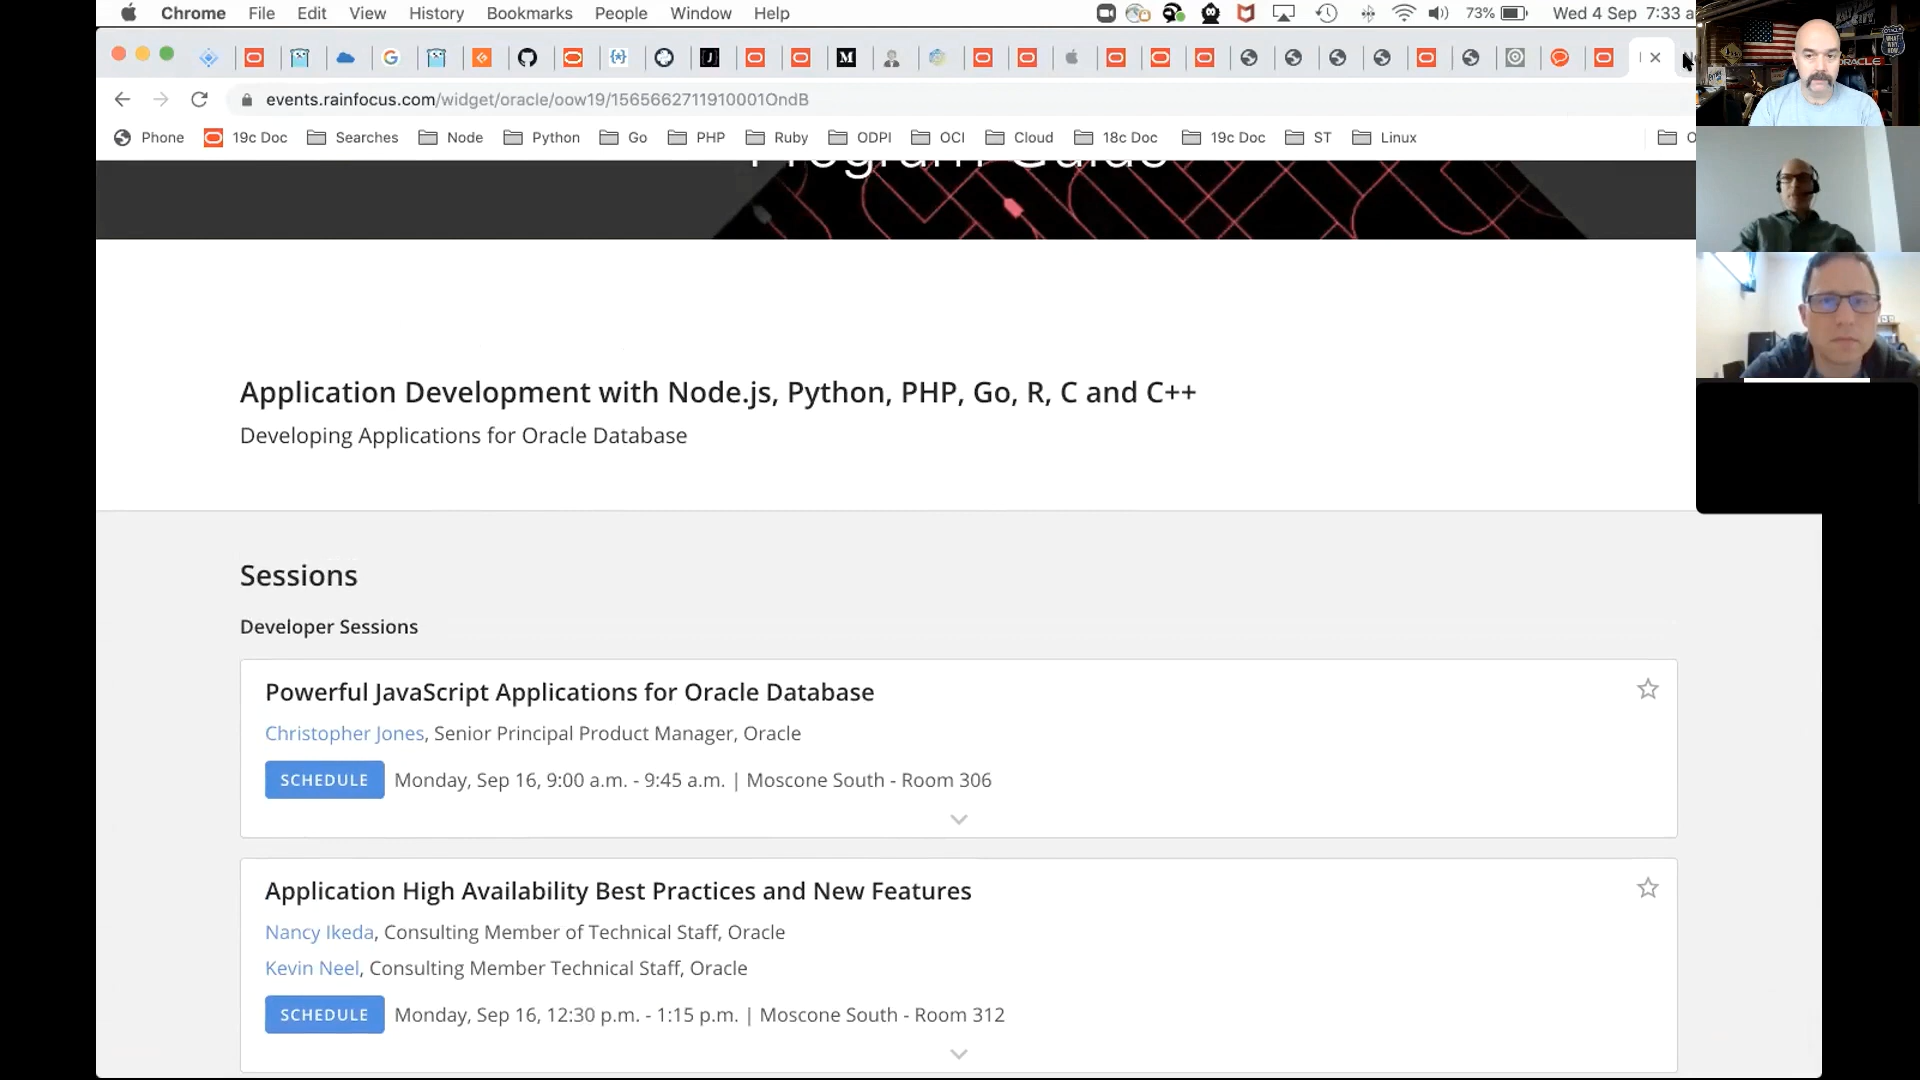 Chrome File Edit View History Bookmarks People Window Help 73% Wed 4 Sep 7:33 a
events.rainfocus.com/widget/oracle/oow19/1565662711910001OndB
Phone 19c Doc Searches Node Python Go PHP Ruby ODPI OCI Cloud 18c Doc 19c Doc ST Linux O
ORACLE
Program Guide
Application Development with Node.js, Python, PHP, Go, R, C and C++
Developing Applications for Oracle Database
Sessions
Developer Sessions
Powerful JavaScript Applications for Oracle Database
Christopher Jones, Senior Principal Product Manager, Oracle
SCHEDULE Monday, Sep 16, 9:00 a.m. - 9:45 a.m. | Moscone South - Room 306
Application High Availability Best Practices and New Features
Nancy Ikeda, Consulting Member of Technical Staff, Oracle
Kevin Neel, Consulting Member Technical Staff, Oracle
SCHEDULE Monday, Sep 16, 12:30 p.m. - 1:15 p.m. | Moscone South - Room 312